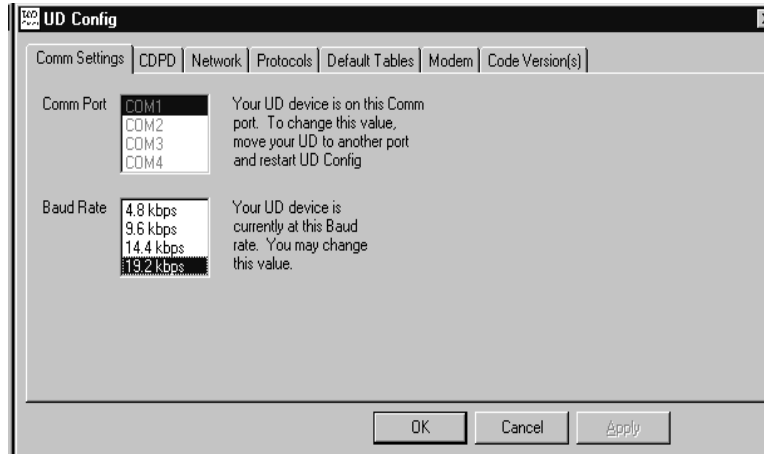 UD Config
Comm Settings CDPD Network Protocols Default Tables Modem Code Version(s)
Comm Port
COM1
COM2
COM3
COM4
Your UD device is on this Comm
port. To change this value,
move your UD to another port
and restart UD Config
Baud Rate
4.8 kbps
9.6 kbps
14.4 kbps
19.2 kbps
Your UD device is
currently at this Baud
rate. You may change
this value.
OK Cancel Apply